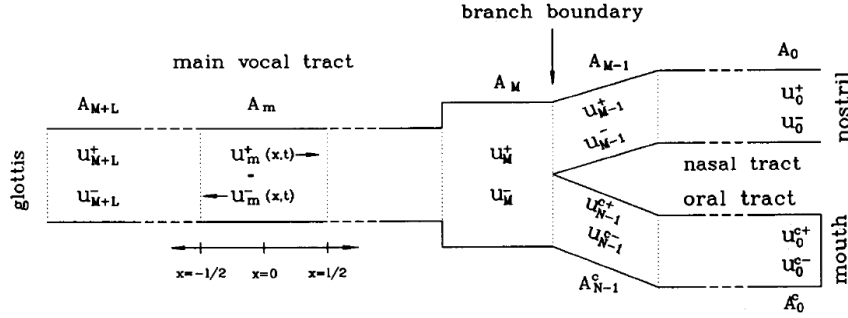 branch boundary
main vocal tract
A_{M+L}
A_m
A_M
A_{M-1}
A_0
glottis
u^+_{M+L}
u^-_{M+L}
u^+_m (x,t)
u^-_m (x,t)
u^+_M
u^-_M
u^+_{M-1}
u^-_{M-1}
u^+_0
u^-_0
nostril
nasal tract
oral tract
u^{c+}_{N-1}
u^{c-}_{N-1}
u^{c+}_0
u^{c-}_0
mouth
x=-1/2 x=0 x=1/2
A^c_{N-1}
A^c_0